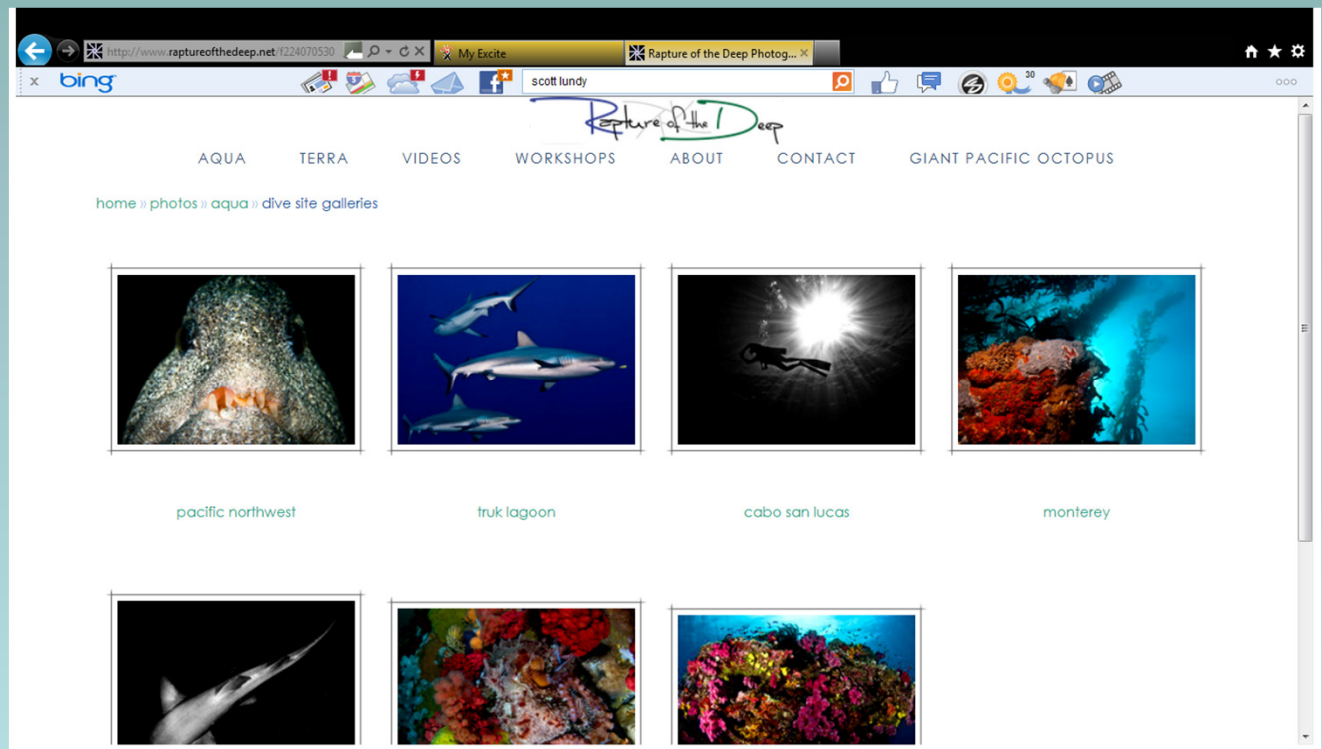 http://www.raptureofthedeep.net/f224070530
My Excite
Rapture of the Deep Photog...
bing
scott lundy
30
Rapture of the Deep
AQUA TERRA VIDEOS WORKSHOPS ABOUT CONTACT GIANT PACIFIC OCTOPUS
home » photos » aqua » dive site galleries
pacific northwest truk lagoon cabo san lucas monterey